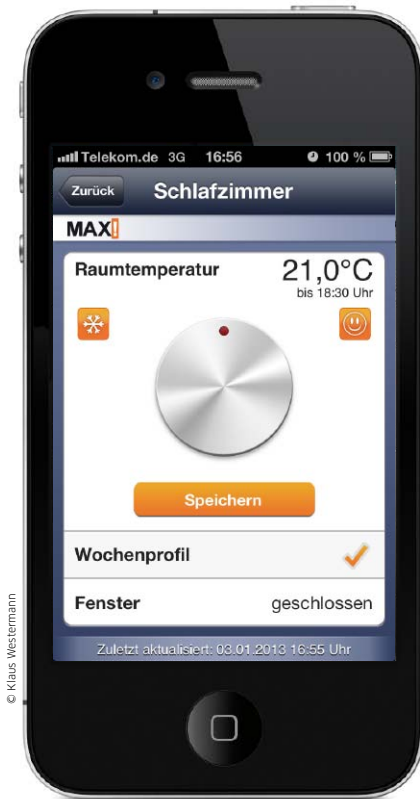 Telekom.de 3G 16:56 100 %
Zurück Schlafzimmer
MAX!
Raumtemperatur 21,0°C
bis 18:30 Uhr
Speichern
Wochenprofil
Fenster geschlossen
Zuletzt aktualisiert: 03.01.2013 16:55 Uhr
© Klaus Westermann